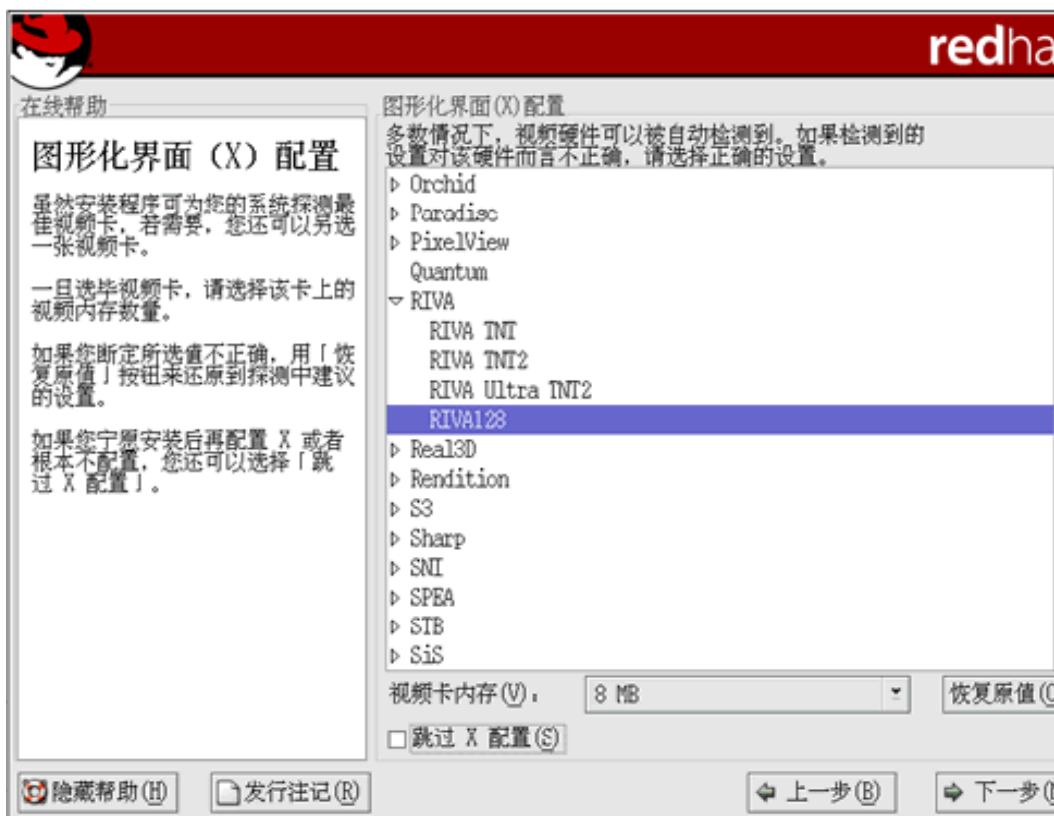 redha
在线帮助
图形化界面（X）配置
虽然安装程序可为您的系统探测最
佳视频卡，若需要，您还可以另选
一张视频卡。
一旦选毕视频卡，请选择该卡上的
视频内存数量。
如果您断定所选值不正确，用「恢
复原值」按钮来还原到探测中建议
的设置。
如果您宁愿安装后再配置 X 或者
根本不配置，您还可以选择「跳
过 X 配置」。
图形化界面(X)配置
多数情况下，视频硬件可以被自动检测到。如果检测到的
设置对该硬件而言不正确，请选择正确的设置。
Orchid
Paradise
PixelView
Quantum
RIVA
RIVA TNT
RIVA TNT2
RIVA Ultra TNT2
RIVA128
Real3D
Rendition
S3
Sharp
SNI
SPEA
STB
SiS
视频卡内存(V)： 8 MB 恢复原值(O
跳过 X 配置(S)
隐藏帮助(H) 发行注记(R) 上一步(B) 下一步(N